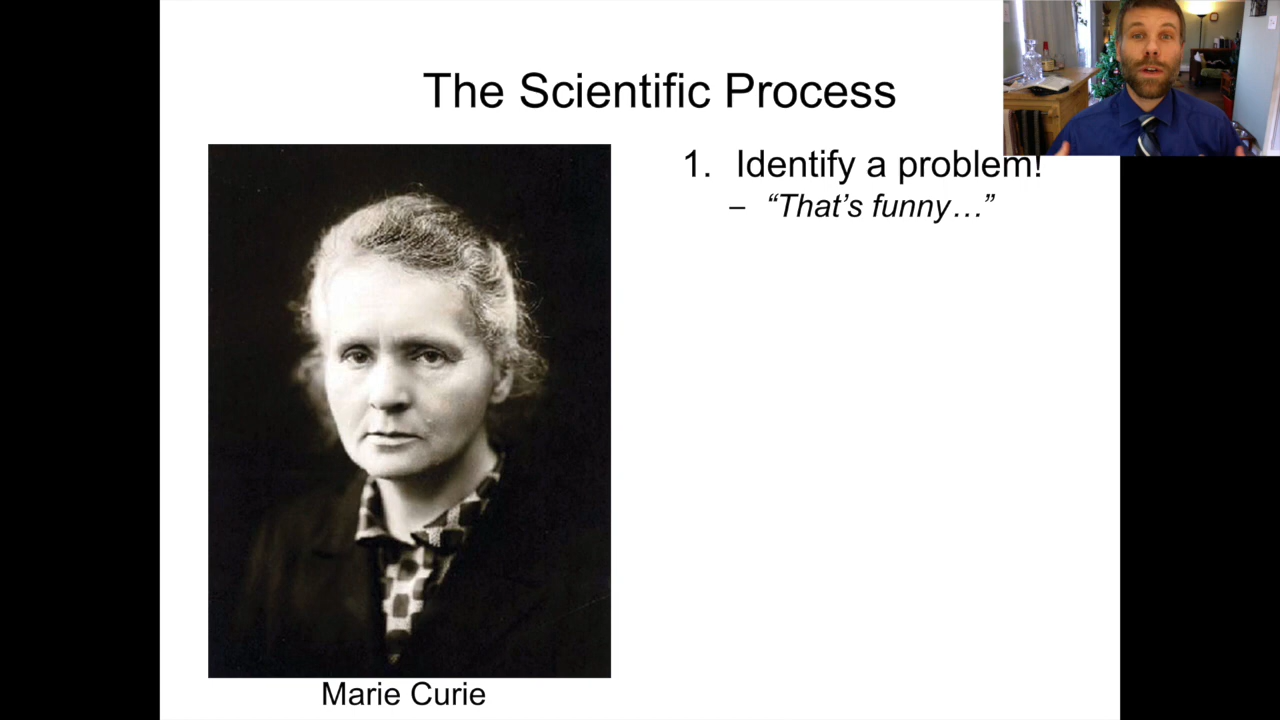 The Scientific Process
1. Identify a problem!
– “That’s funny…”
Marie Curie